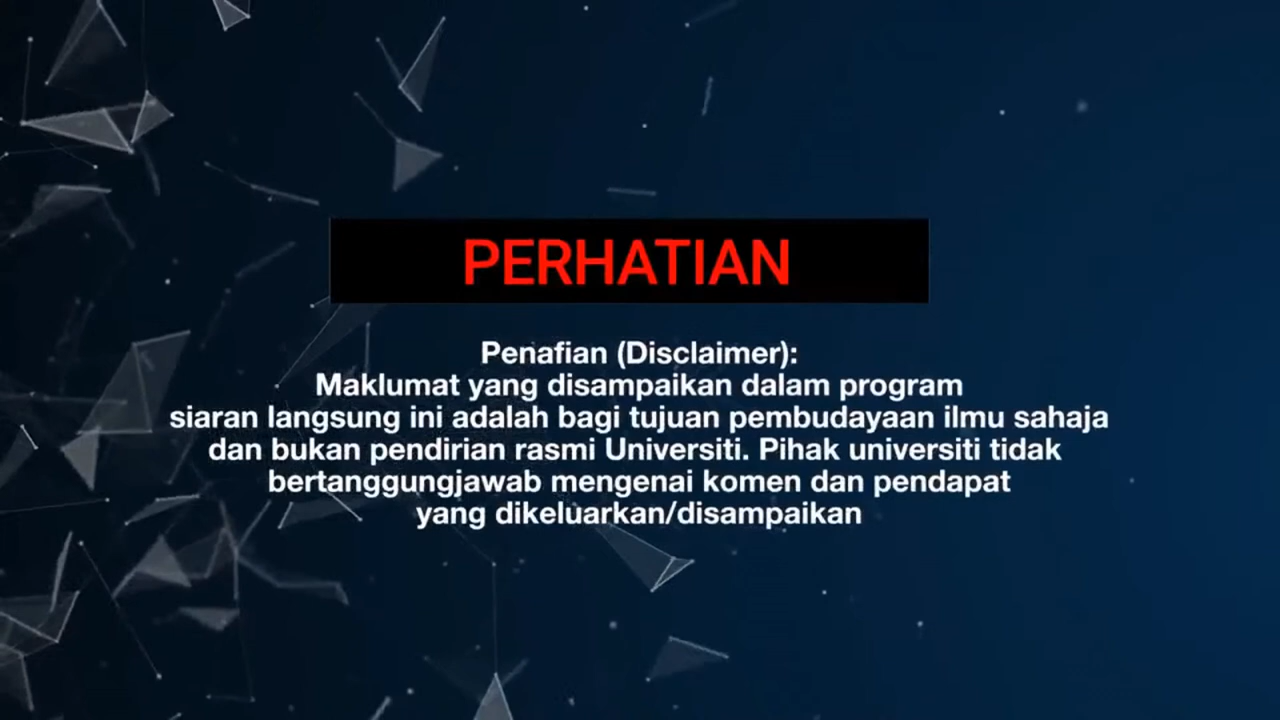 PERHATIAN
Penafian (Disclaimer):
Maklumat yang disampaikan dalam program
siaran langsung ini adalah bagi tujuan pembudayaan ilmu sahaja
dan bukan pendirian rasmi Universiti. Pihak universiti tidak
bertanggungjawab mengenai komen dan pendapat
yang dikeluarkan/disampaikan